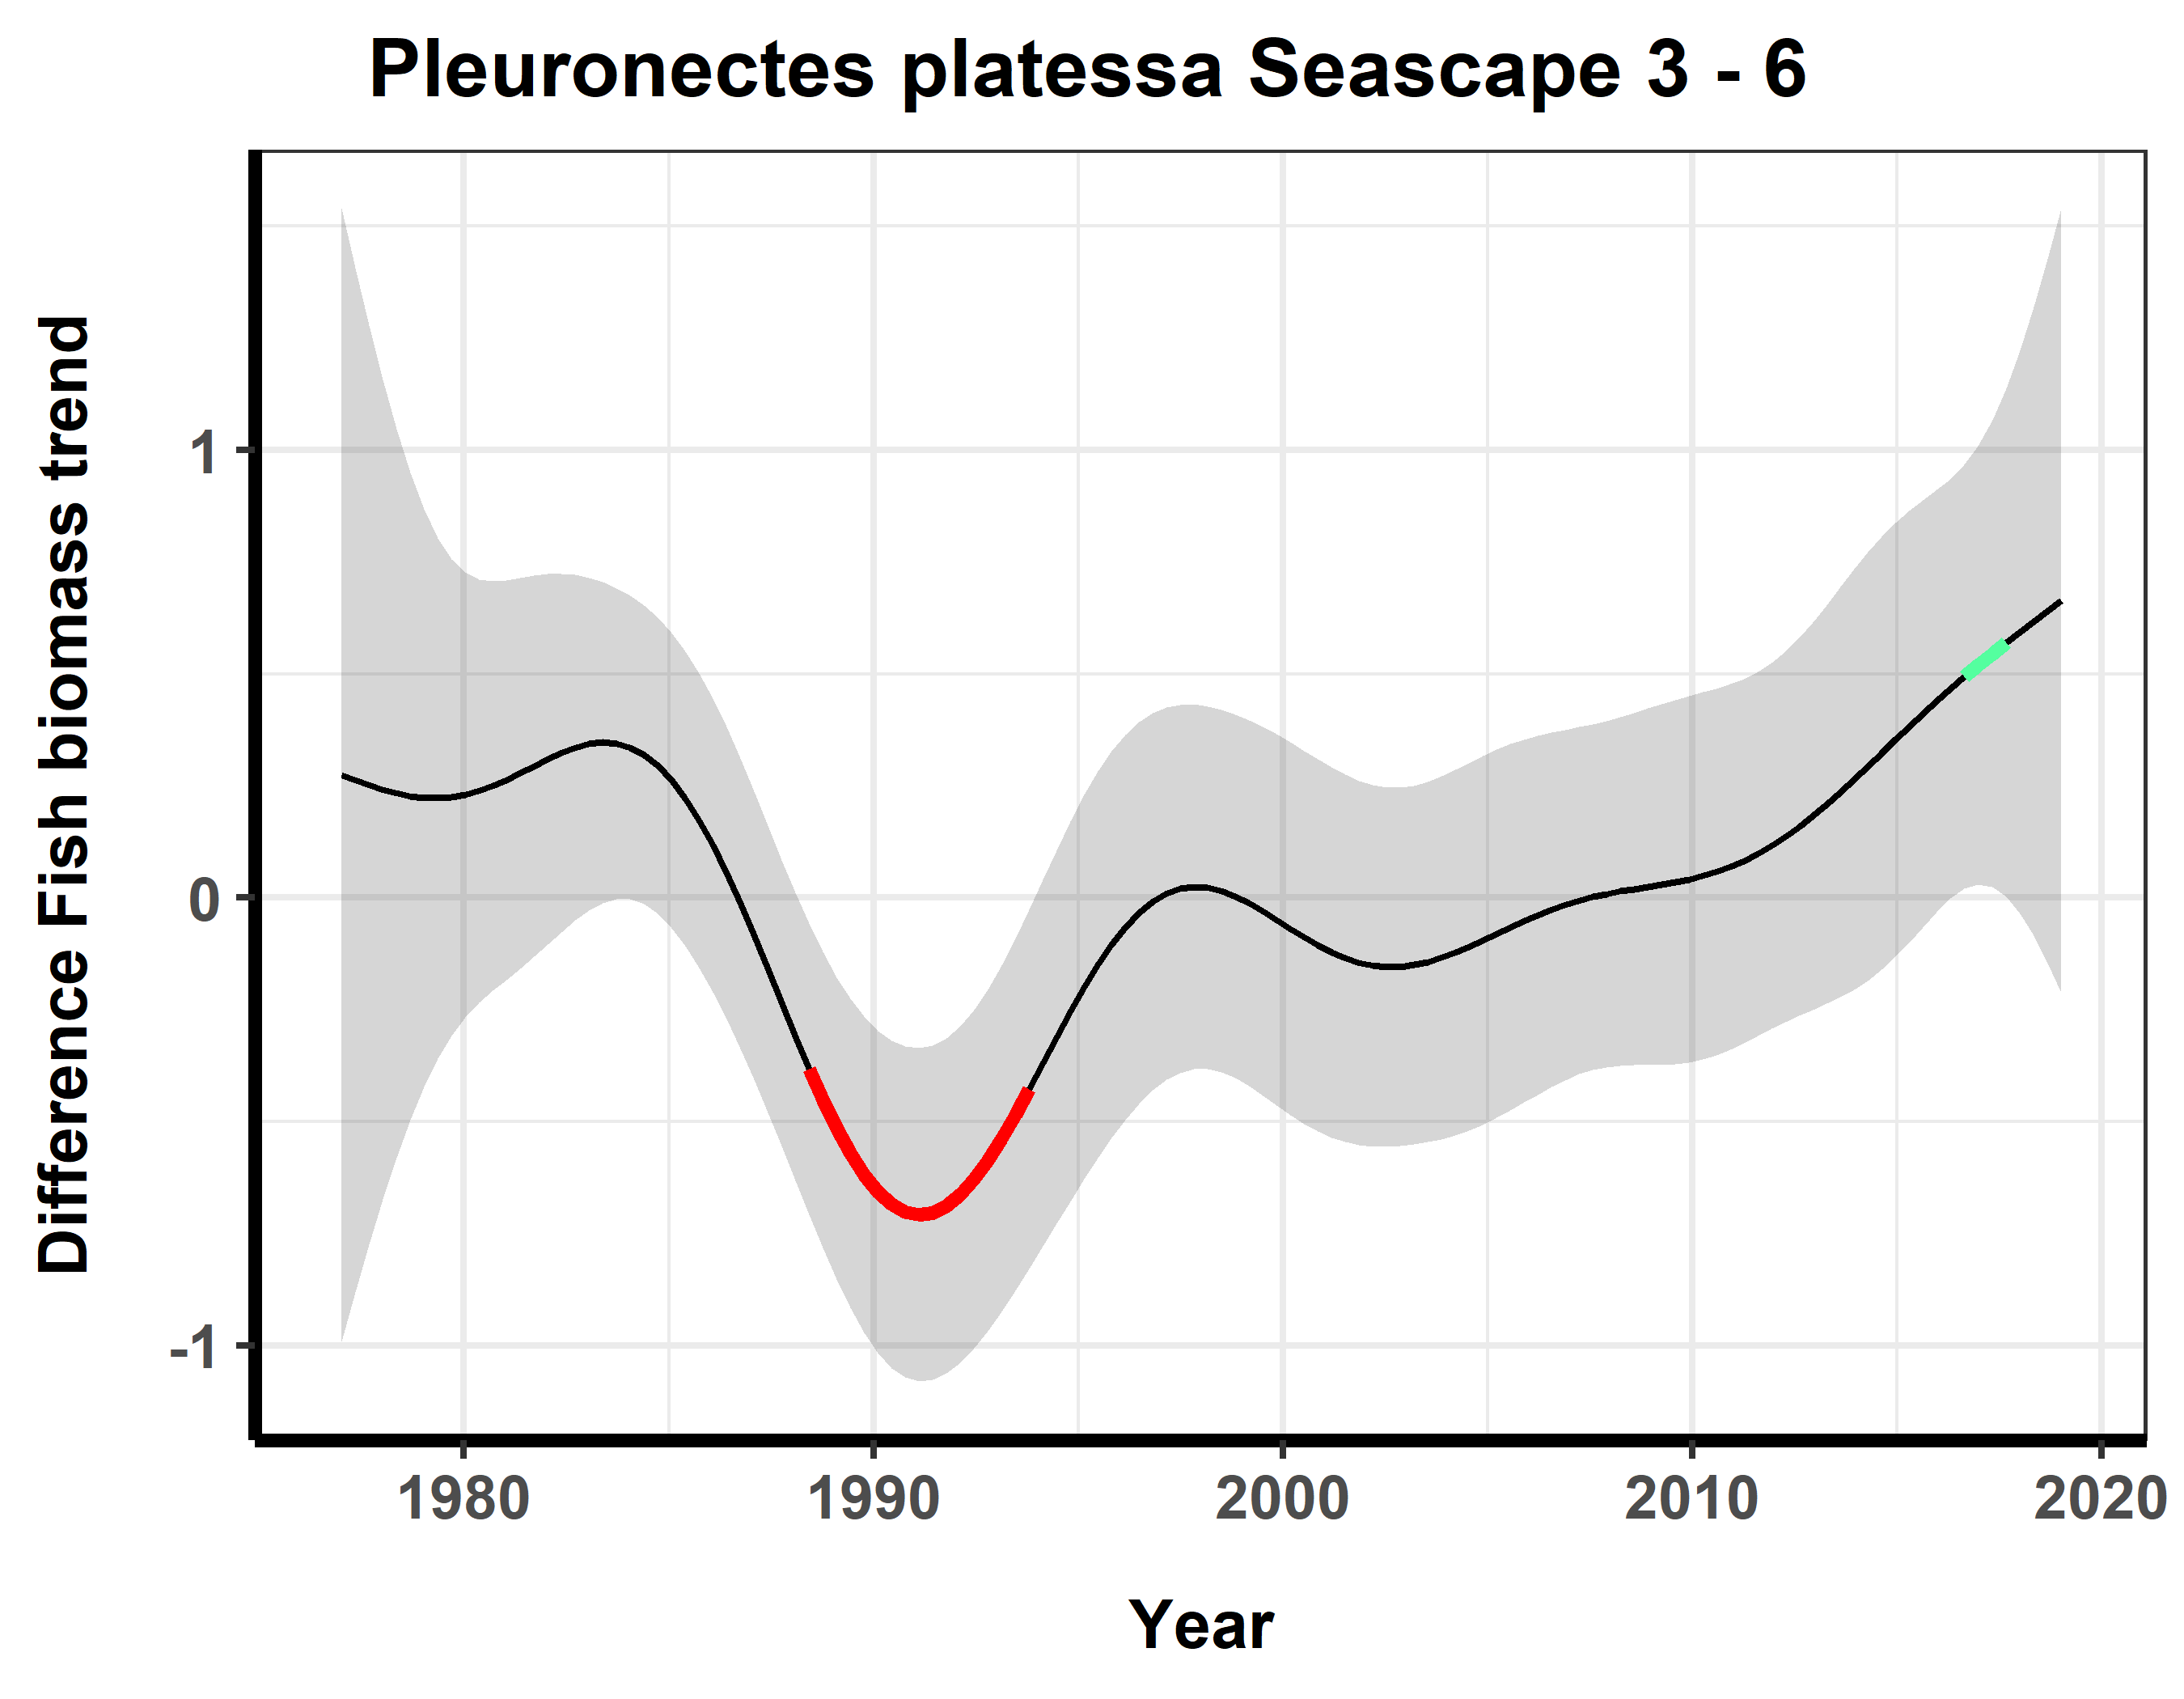 Pleuronectes platessa Seascape 3 - 6
Difference Fish biomass trend
1
0
-1
1980
1990
2000
2010
2020
Year